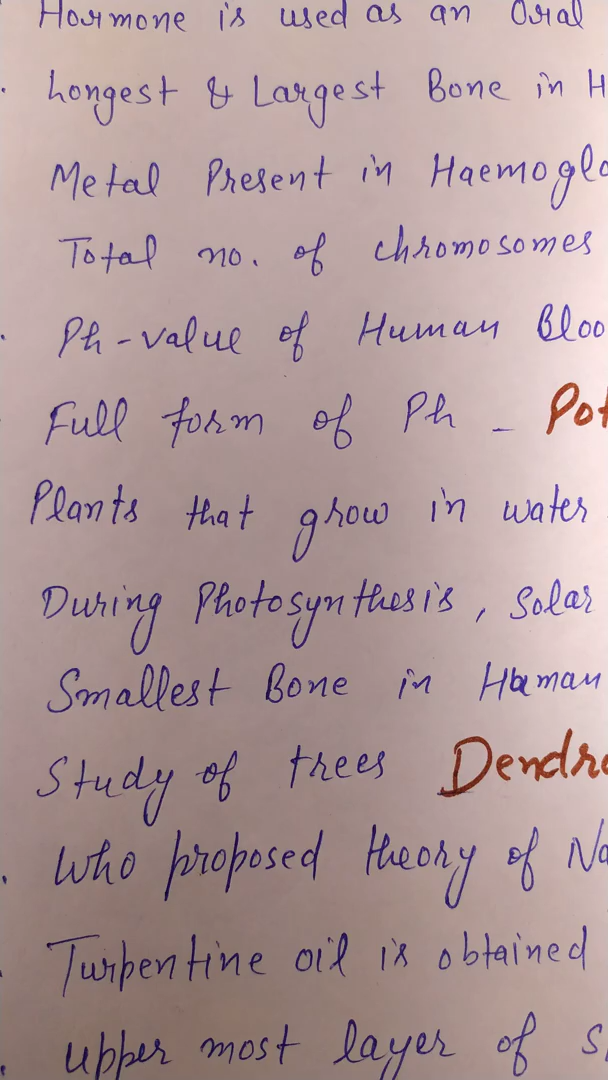 Hormone is used as an Oral
Longest & Largest Bone in H
Metal Present in Haemoglo
Total no. of chromosomes
Ph-value of Human Bloo
Full form of Ph - Pot
Plants that grow in water
During Photosynthesis, Solar
Smallest Bone in Human
Study of trees Dendro
Who proposed theory of Na
Turpentine oil is obtained
Upper most layer of S